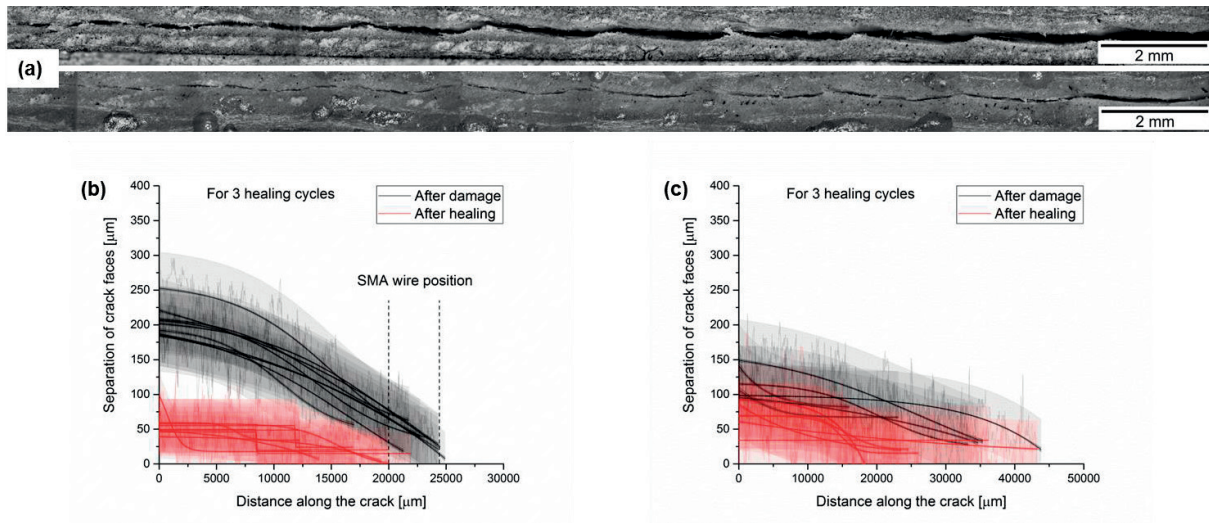 (a)
2 mm
2 mm
(b)
For 3 healing cycles
After damage
After healing
SMA wire position
Separation of crack faces [μm]
400
350
300
250
200
150
100
50
0
0 5000 10000 15000 20000 25000 30000
Distance along the crack [μm]
(c)
For 3 healing cycles
After damage
After healing
Separation of crack faces [μm]
400
350
300
250
200
150
100
50
0
0 10000 20000 30000 40000 50000
Distance along the crack [μm]